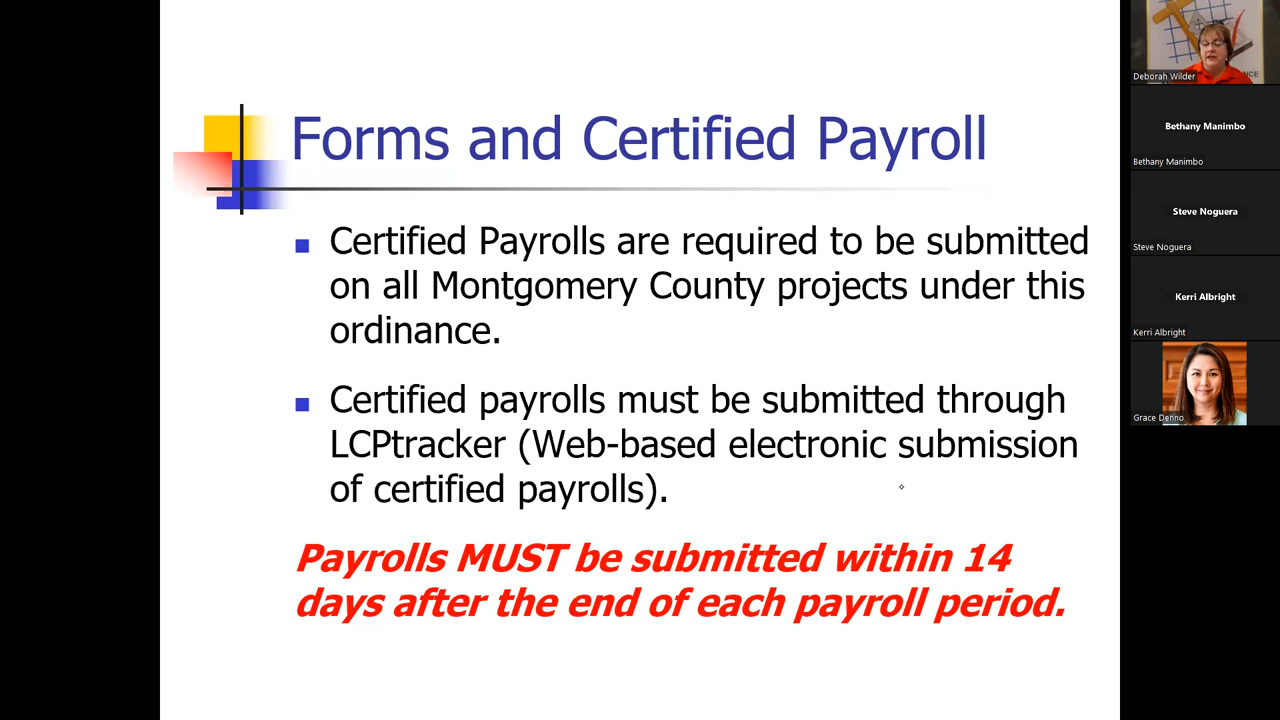 Forms and Certified Payroll
Certified Payrolls are required to be submitted
on all Montgomery County projects under this
ordinance.
Certified payrolls must be submitted through
LCPtracker (Web-based electronic submission
of certified payrolls).
Payrolls MUST be submitted within 14
days after the end of each payroll period.
Deborah Wilder
Bethany Manimbo
Bethany Manimbo
Steve Noguera
Steve Noguera
Kerri Albright
Kerri Albright
Grace Denno